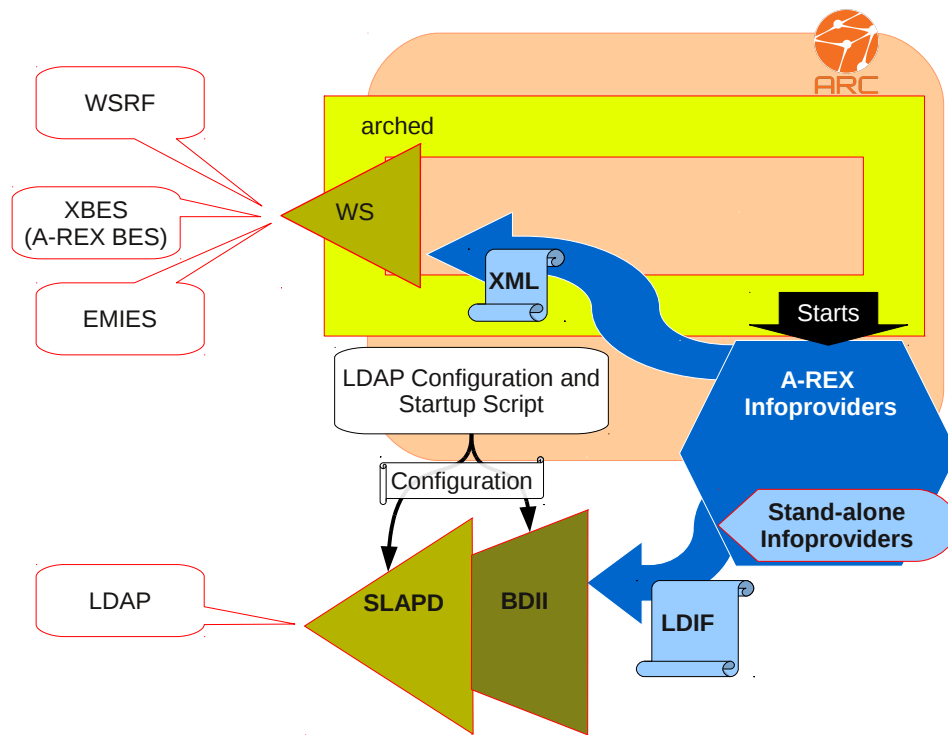 ARC
WSRF
arched
XBES
(A-REX BES)
WS
EMIES
XML
Starts
LDAP Configuration and
Startup Script
A-REX
Infoproviders
Configuration
Stand-alone
Infoproviders
LDAP
SLAPD
BDII
LDIF